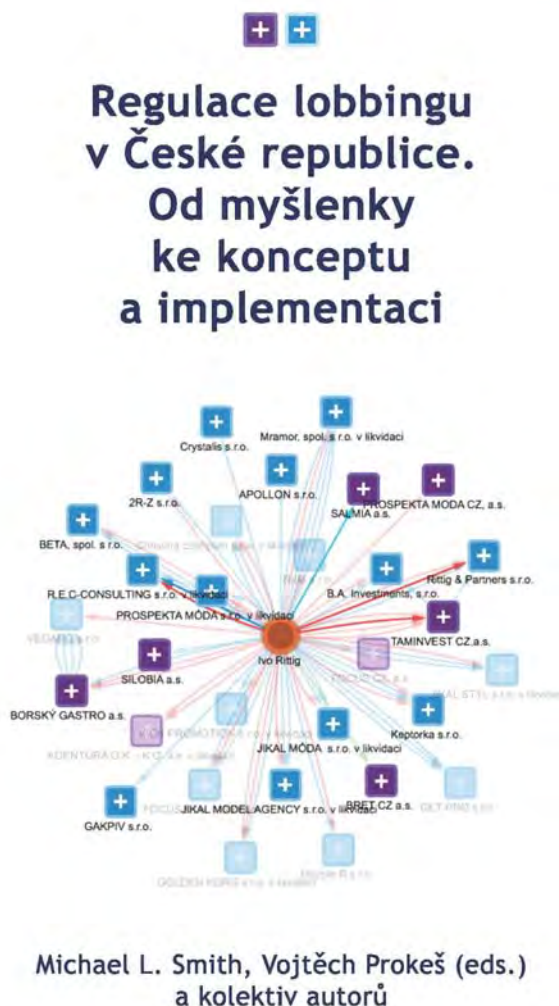 Regulace lobbingu
v České republice.
Od myšlenky
ke konceptu
a implementaci
Crystalis s.r.o.
Mramor, spol. s r.o. v likvidaci
2R-Z s.r.o.
APOLLON s.r.o.
SALMIA a.s.
PROSPEKTA MODA CZ, a.s.
BETA, spol. s r.o.
R.E.C-CONSULTING s.r.o. v likvidaci
B.A. Investments, s.r.o.
Rittig & Partners s.r.o.
PROSPEKTA MÓDA s.r.o. v likvidaci
TAMINVEST CZ,a.s.
Ivo Rittig
SILOBIA a.s.
BORSKÝ GASTRO a.s.
Keptorka s.r.o.
JIKAL MÓDA s.r.o. v likvidaci
JIKAL MODEL AGENCY s.r.o. v likvidaci
BRET CZ a.s.
GAKPIV s.r.o.
Michael L. Smith, Vojtěch Prokeš (eds.)
a kolektiv autorů